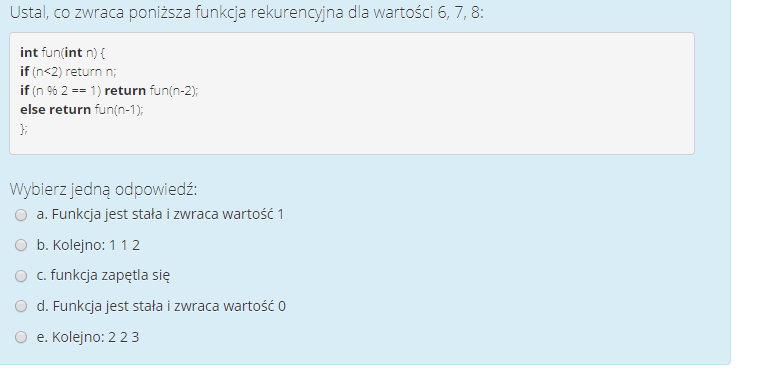 Ustal, co zwraca poniższa funkcja rekurencyjna dla wartości 6, 7, 8:
int fun(int n) {
if (n<2) return n;
if (n % 2 == 1) return fun(n-2);
else return fun(n-1);
};
Wybierz jedną odpowiedź:
a. Funkcja jest stała i zwraca wartość 1
b. Kolejno: 1 1 2
c. funkcja zapętla się
d. Funkcja jest stała i zwraca wartość 0
e. Kolejno: 2 2 3